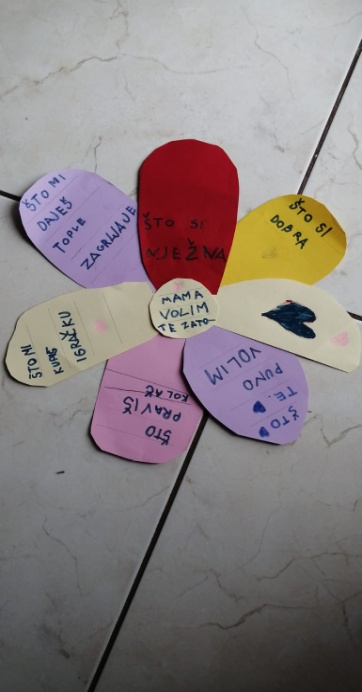 MAMA
VOLIM
TE ZATO
ŠTO SI
NJEŽNA
ŠTO SI
DOBRA
ŠTO
PUNO
TE.
VOLIM
ŠTO
PRAVIŠ
KOLAČ
ŠTO MI
KUPIŠ
IGRAČKU
ŠTO MI
DAJEŠ
TOPLE
ZAGRLJAJE